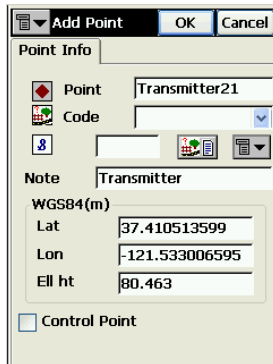 Add Point OK Cancel
Point Info
Point Transmitter21
Code
Note Transmitter
WGS84(m)
Lat 37.410513599
Lon -121.533006595
Ell ht 80.463
Control Point